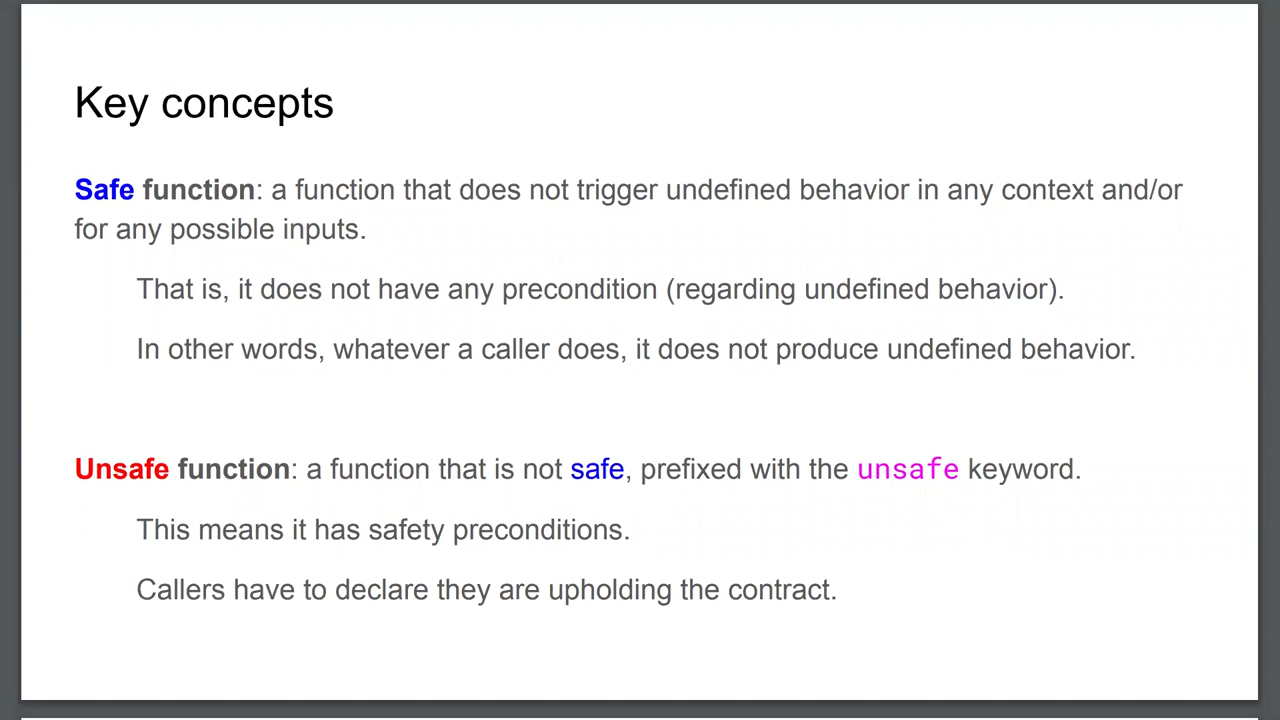 Key concepts
Safe function: a function that does not trigger undefined behavior in any context and/or
for any possible inputs.
That is, it does not have any precondition (regarding undefined behavior).
In other words, whatever a caller does, it does not produce undefined behavior.
Unsafe function: a function that is not safe, prefixed with the unsafe keyword.
This means it has safety preconditions.
Callers have to declare they are upholding the contract.